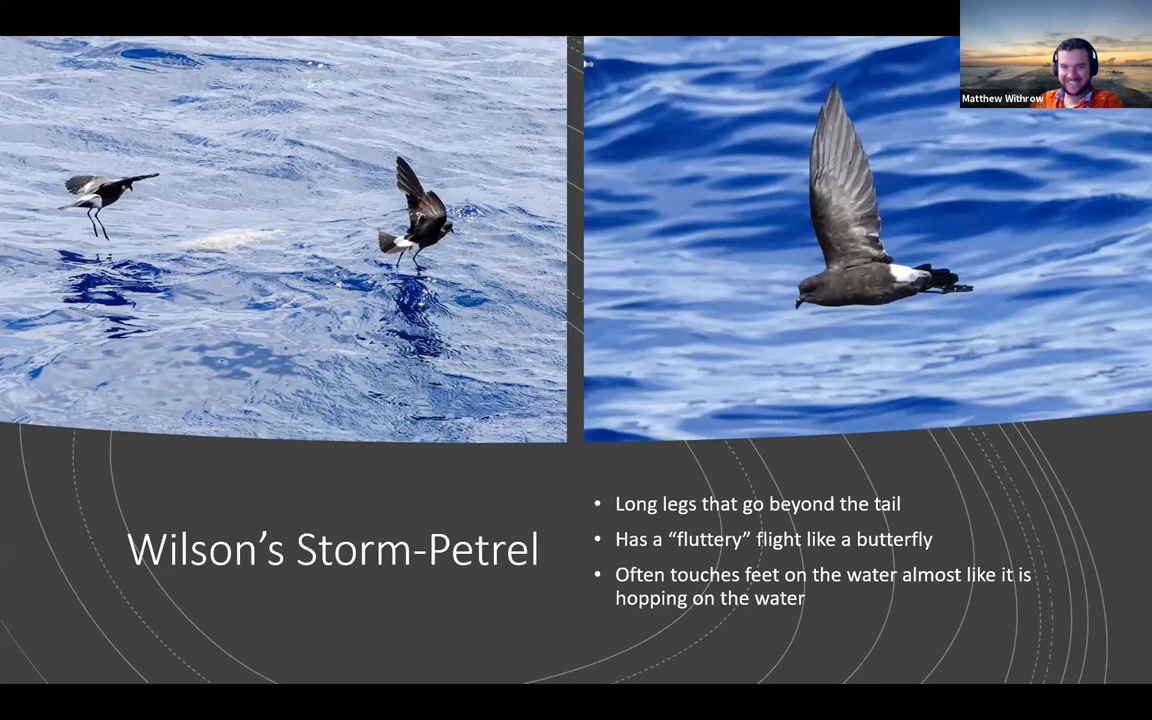 Matthew Withrow
Wilson's Storm-Petrel
• Long legs that go beyond the tail
• Has a “fluttery” flight like a butterfly
• Often touches feet on the water almost like it is
hopping on the water